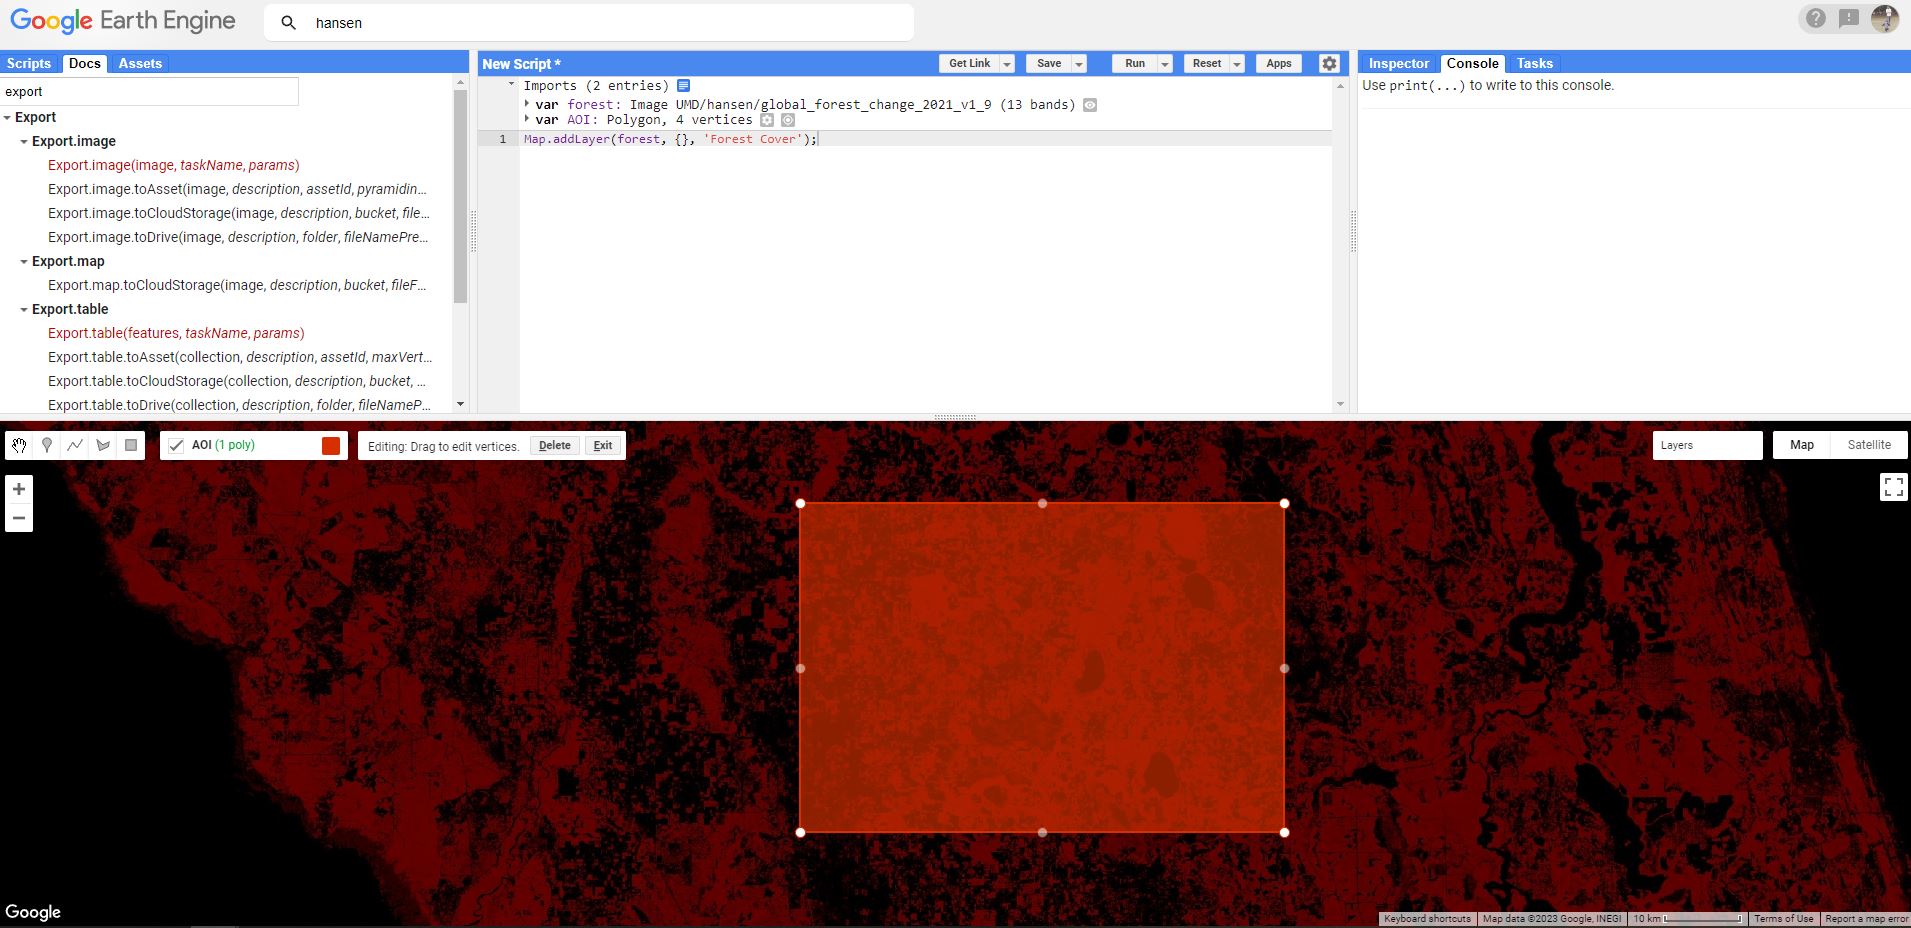 Google Earth Engine
hansen
Scripts Docs Assets
export
Export
Export.image
Export.image(image, taskName, params)
Export.image.toAsset(image, description, assetId, pyramidin...
Export.image.toCloudStorage(image, description, bucket, file...
Export.image.toDrive(image, description, folder, fileNamePre...
Export.map
Export.map.toCloudStorage(image, description, bucket, fileF...
Export.table
Export.table(features, taskName, params)
Export.table.toAsset(collection, description, assetId, maxVert...
Export.table.toCloudStorage(collection, description, bucket, ...
Export.table.toDrive(collection, description, folder, fileNameP...
New Script * Get Link Save Run Reset Apps
Imports (2 entries)
var forest: Image UMD/hansen/global_forest_change_2021_v1_9 (13 bands)
var AOI: Polygon, 4 vertices
1 Map.addLayer(forest, {}, 'Forest Cover');
Inspector Console Tasks
Use print(...) to write to this console.
AOI (1 poly)
Editing: Drag to edit vertices. Delete Exit
Layers Map Satellite
+
−
Google
Keyboard shortcuts Map data ©2023 Google, INEGI 10 km Terms of Use Report a map error